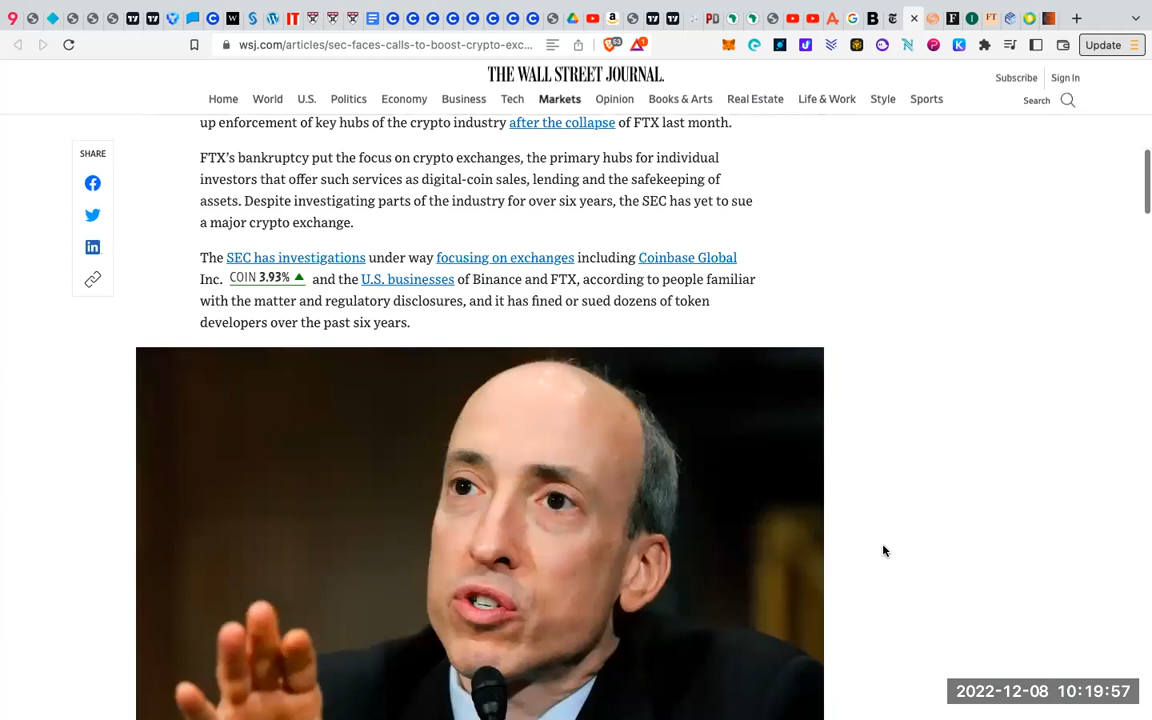 wsj.com/articles/sec-faces-calls-to-boost-crypto-exc...
Update
THE WALL STREET JOURNAL.
Subscribe
Sign In
Home World U.S. Politics Economy Business Tech Markets Opinion Books & Arts Real Estate Life & Work Style Sports
Search
up enforcement of key hubs of the crypto industry after the collapse of FTX last month.
SHARE
FTX’s bankruptcy put the focus on crypto exchanges, the primary hubs for individual
investors that offer such services as digital-coin sales, lending and the safekeeping of
assets. Despite investigating parts of the industry for over six years, the SEC has yet to sue
a major crypto exchange.
The SEC has investigations under way focusing on exchanges including Coinbase Global
Inc. COIN 3.93% ▲ and the U.S. businesses of Binance and FTX, according to people familiar
with the matter and regulatory disclosures, and it has fined or sued dozens of token
developers over the past six years.
2022-12-08 10:19:57